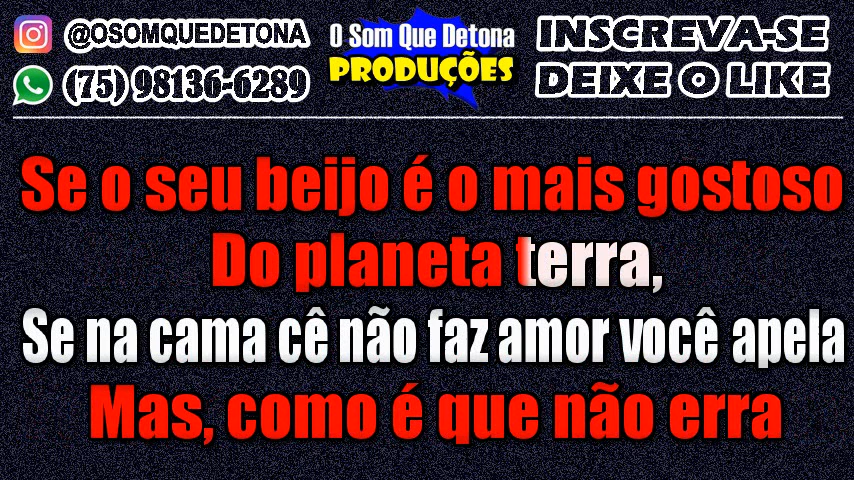 @OSOMQUEDETONA
(75) 98136-6289
O Som Que Detona
PRODUÇÕES
INSCREVA-SE
DEIXE O LIKE
Se o seu beijo é o mais gostoso
Do planeta terra,
Se na cama cê não faz amor você apela
Mas, como é que não erra